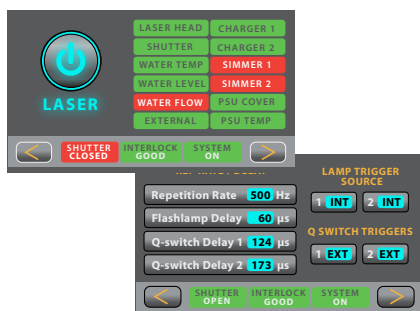 LASER HEAD CHARGER 1
SHUTTER CHARGER 2
WATER TEMP SIMMER 1
WATER LEVEL SIMMER 2
WATER FLOW PSU COVER
EXTERNAL PSU TEMP
LASER
< SHUTTER CLOSED INTERLOCK GOOD SYSTEM ON >
LAMP TRIGGER
SOURCE
Repetition Rate 500 Hz
1 INT 2 INT
Flashlamp Delay 60 µs
Q SWITCH TRIGGERS
Q-switch Delay 1 124 µs
1 EXT 2 EXT
Q-switch Delay 2 173 µs
< SHUTTER OPEN INTERLOCK GOOD SYSTEM ON >